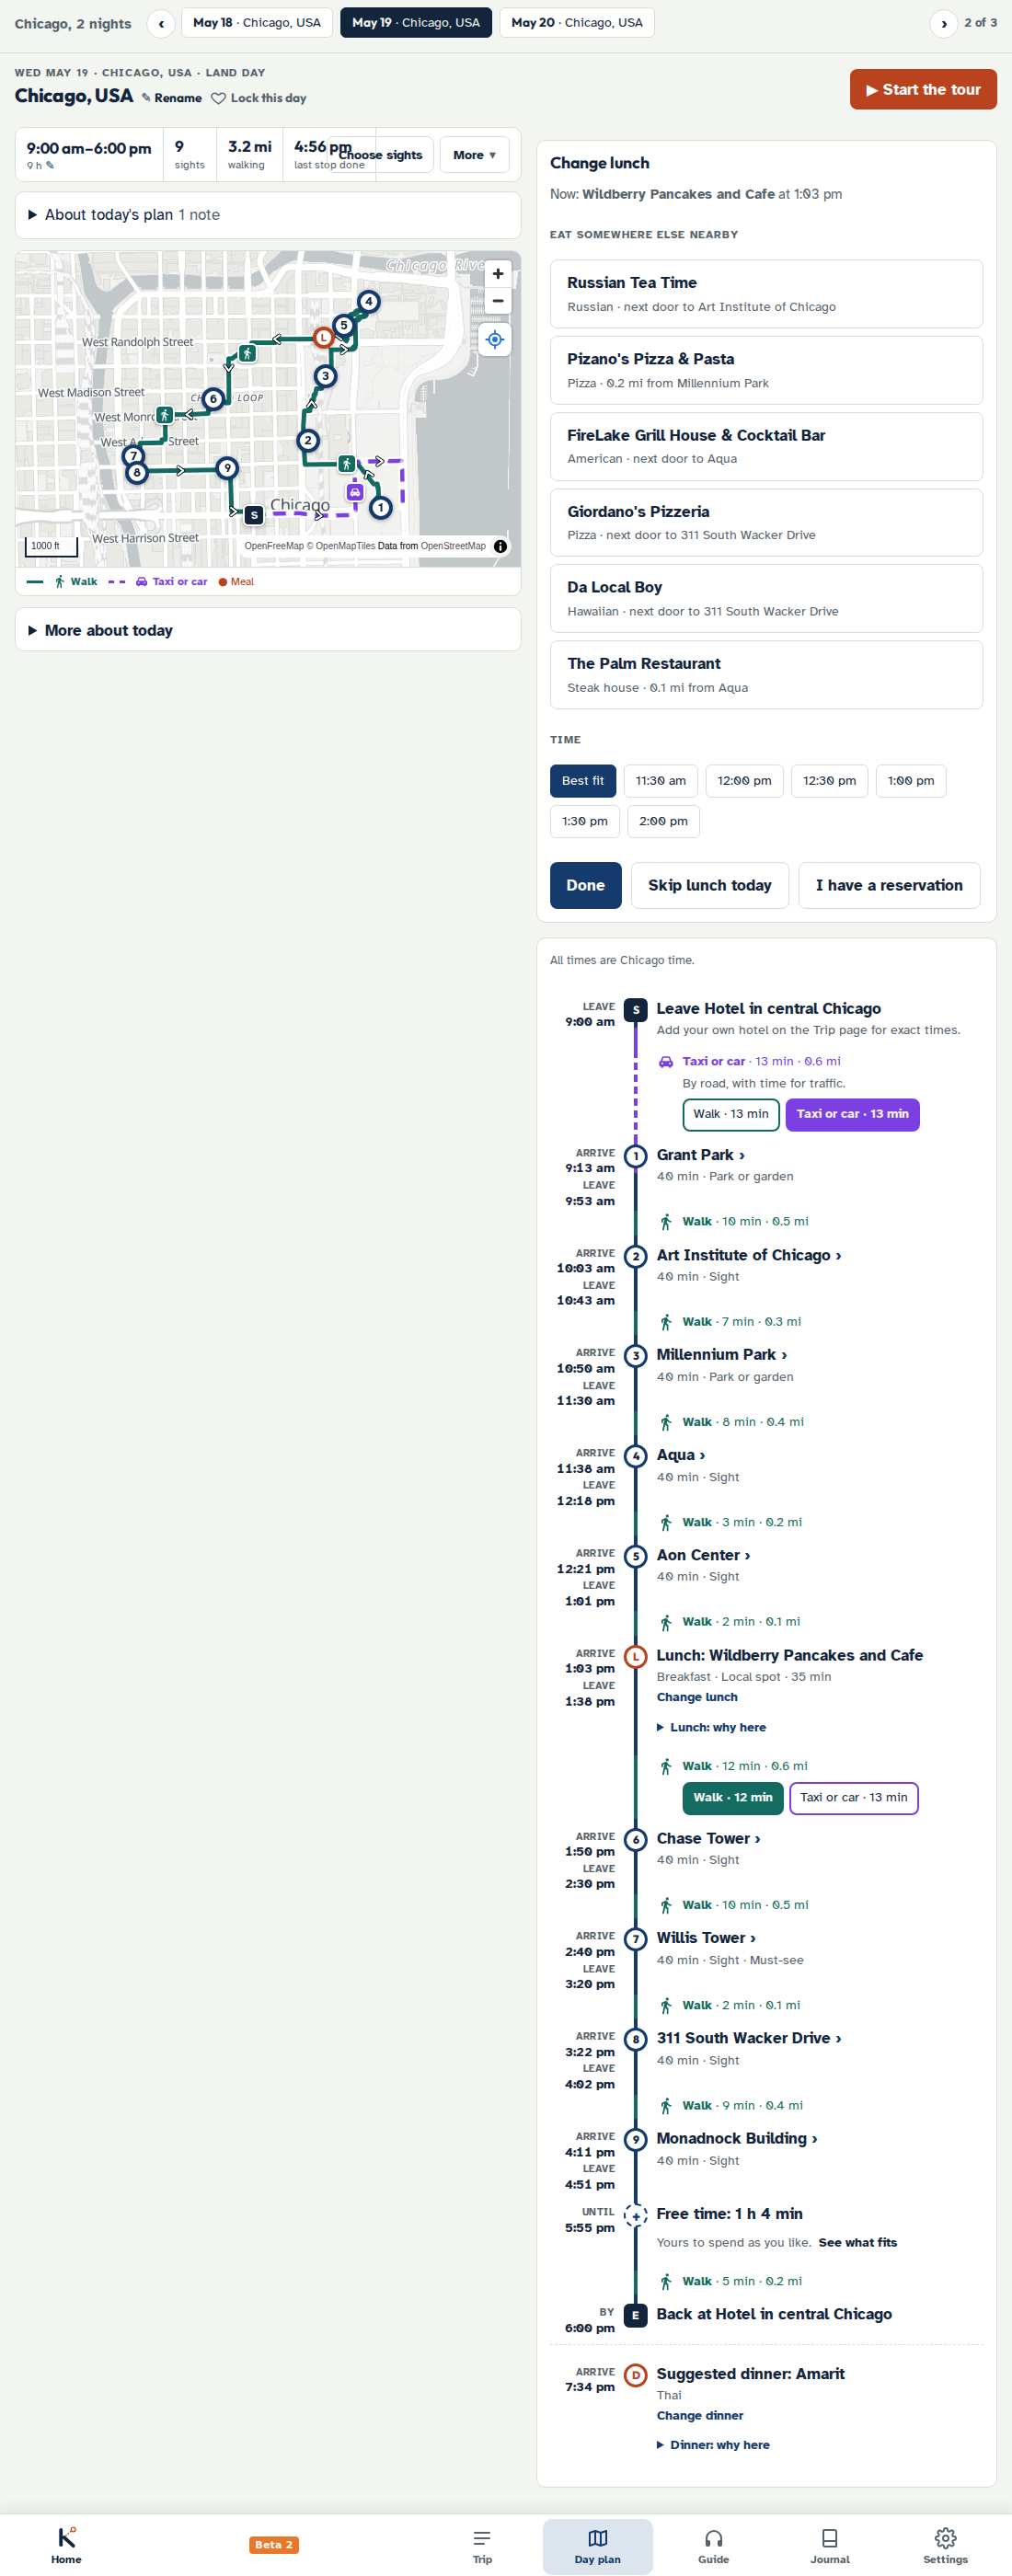 Chicago, 2 nights
‹
May 18 · Chicago, USA
May 19 · Chicago, USA
May 20 · Chicago, USA
›
2 of 3
WED MAY 19 · CHICAGO, USA · LAND DAY
Chicago, USA ✎ Rename Lock this day
▶ Start the tour
9:00 am–6:00 pm
9 h ✎
9
sights
3.2 mi
walking
4:56 pm
last stop done
Choose sights
More ▾
▶ About today's plan 1 note
Chicago River
+
−
4
5
L
West Randolph Street
3
West Madison Street
6
LOOP
2
7
Street
8
9
1
S
Chicago
West Harrison Street
1000 ft
OpenFreeMap © OpenMapTiles Data from OpenStreetMap
Walk
Taxi or car
Meal
▶ More about today
Change lunch
Now: Wildberry Pancakes and Cafe at 1:03 pm
EAT SOMEWHERE ELSE NEARBY
Russian Tea Time
Russian · next door to Art Institute of Chicago
Pizano's Pizza & Pasta
Pizza · 0.2 mi from Millennium Park
FireLake Grill House & Cocktail Bar
American · next door to Aqua
Giordano's Pizzeria
Pizza · next door to 311 South Wacker Drive
Da Local Boy
Hawaiian · next door to 311 South Wacker Drive
The Palm Restaurant
Steak house · 0.1 mi from Aqua
TIME
Best fit
11:30 am
12:00 pm
12:30 pm
1:00 pm
1:30 pm
2:00 pm
Done
Skip lunch today
I have a reservation
All times are Chicago time.
LEAVE
9:00 am
S
Leave Hotel in central Chicago
Add your own hotel on the Trip page for exact times.
Taxi or car · 13 min · 0.6 mi
By road, with time for traffic.
Walk · 13 min
Taxi or car · 13 min
ARRIVE
9:13 am
LEAVE
9:53 am
1
Grant Park ›
40 min · Park or garden
Walk · 10 min · 0.5 mi
ARRIVE
10:03 am
LEAVE
10:43 am
2
Art Institute of Chicago ›
40 min · Sight
Walk · 7 min · 0.3 mi
ARRIVE
10:50 am
LEAVE
11:30 am
3
Millennium Park ›
40 min · Park or garden
Walk · 8 min · 0.4 mi
ARRIVE
11:38 am
LEAVE
12:18 pm
4
Aqua ›
40 min · Sight
Walk · 3 min · 0.2 mi
ARRIVE
12:21 pm
LEAVE
1:01 pm
5
Aon Center ›
40 min · Sight
Walk · 2 min · 0.1 mi
ARRIVE
1:03 pm
LEAVE
1:38 pm
L
Lunch: Wildberry Pancakes and Cafe
Breakfast · Local spot · 35 min
Change lunch
▶ Lunch: why here
Walk · 12 min · 0.6 mi
Walk · 12 min
Taxi or car · 13 min
ARRIVE
1:50 pm
LEAVE
2:30 pm
6
Chase Tower ›
40 min · Sight
Walk · 10 min · 0.5 mi
ARRIVE
2:40 pm
LEAVE
3:20 pm
7
Willis Tower ›
40 min · Sight · Must-see
Walk · 2 min · 0.1 mi
ARRIVE
3:22 pm
LEAVE
4:02 pm
8
311 South Wacker Drive ›
40 min · Sight
Walk · 9 min · 0.4 mi
ARRIVE
4:11 pm
LEAVE
4:51 pm
9
Monadnock Building ›
40 min · Sight
UNTIL
5:55 pm
+
Free time: 1 h 4 min
Yours to spend as you like. See what fits
Walk · 5 min · 0.2 mi
BY
6:00 pm
E
Back at Hotel in central Chicago
ARRIVE
7:34 pm
D
Suggested dinner: Amarit
Thai
Change dinner
▶ Dinner: why here
Home
Beta 2
Trip
Day plan
Guide
Journal
Settings